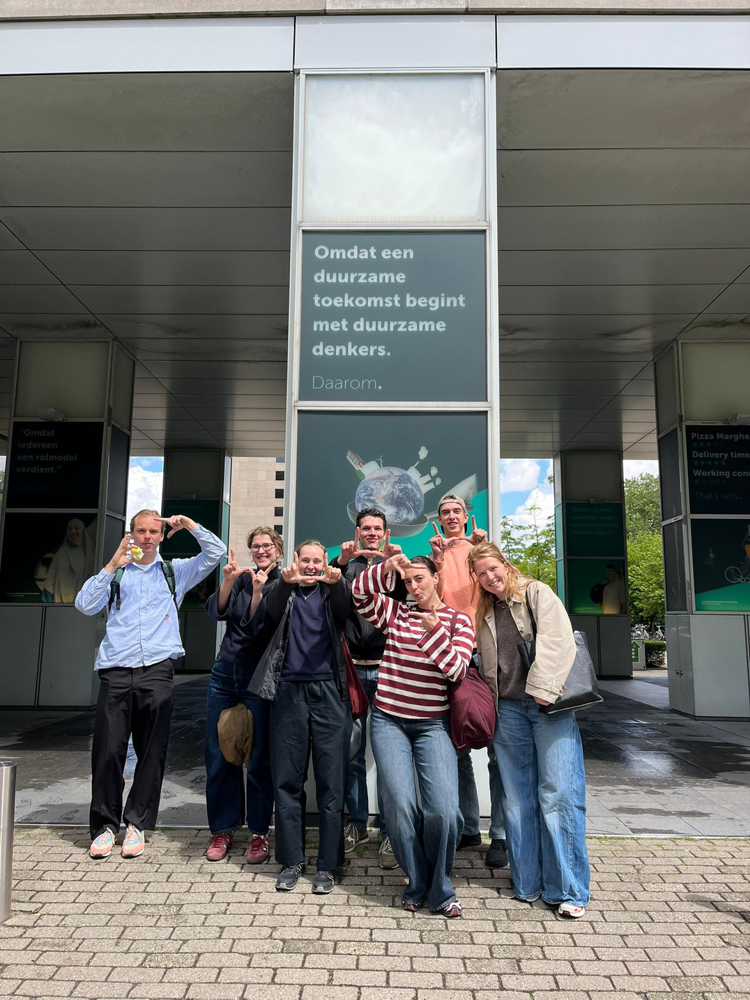 Omdat een
duurzame
toekomst begint
met duurzame
denkers.
Daarom.
"Omdat
iedereen
een rolmodel
verdient."
Pizza Marghe
Delivery time
Working con
That's why.